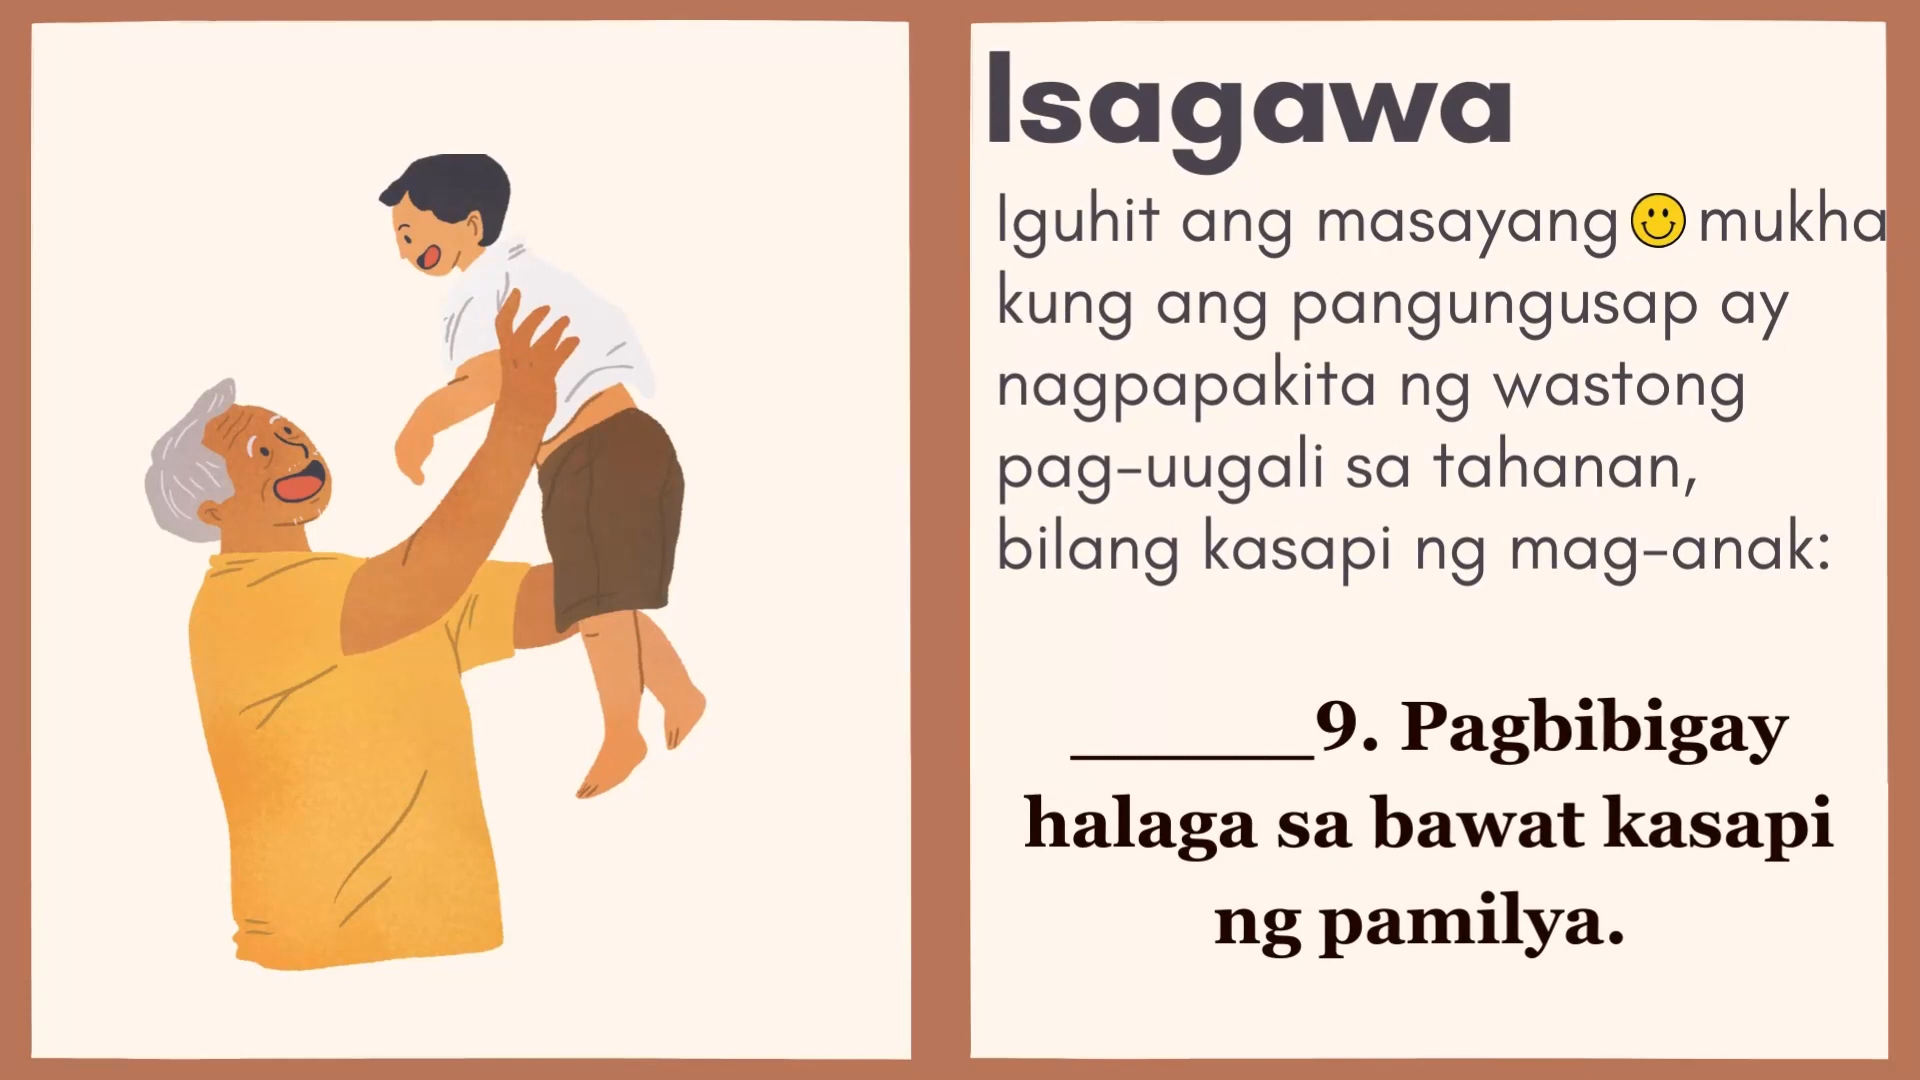 Isagawa
Iguhit ang masayang mukha
kung ang pangungusap ay
nagpapakita ng wastong
pag-uugali sa tahanan,
bilang kasapi ng mag-anak:
______9. Pagbibigay
halaga sa bawat kasapi
ng pamilya.